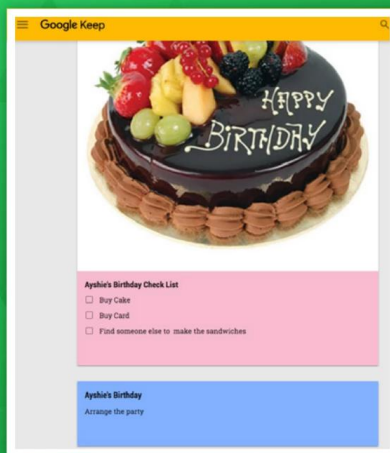 Google Keep
HAPPY
BIRTHDAY
Ayshie's Birthday Check List
Buy Cake
Buy Card
Find someone else to make the sandwiches
Ayshie's Birthday
Arrange the party